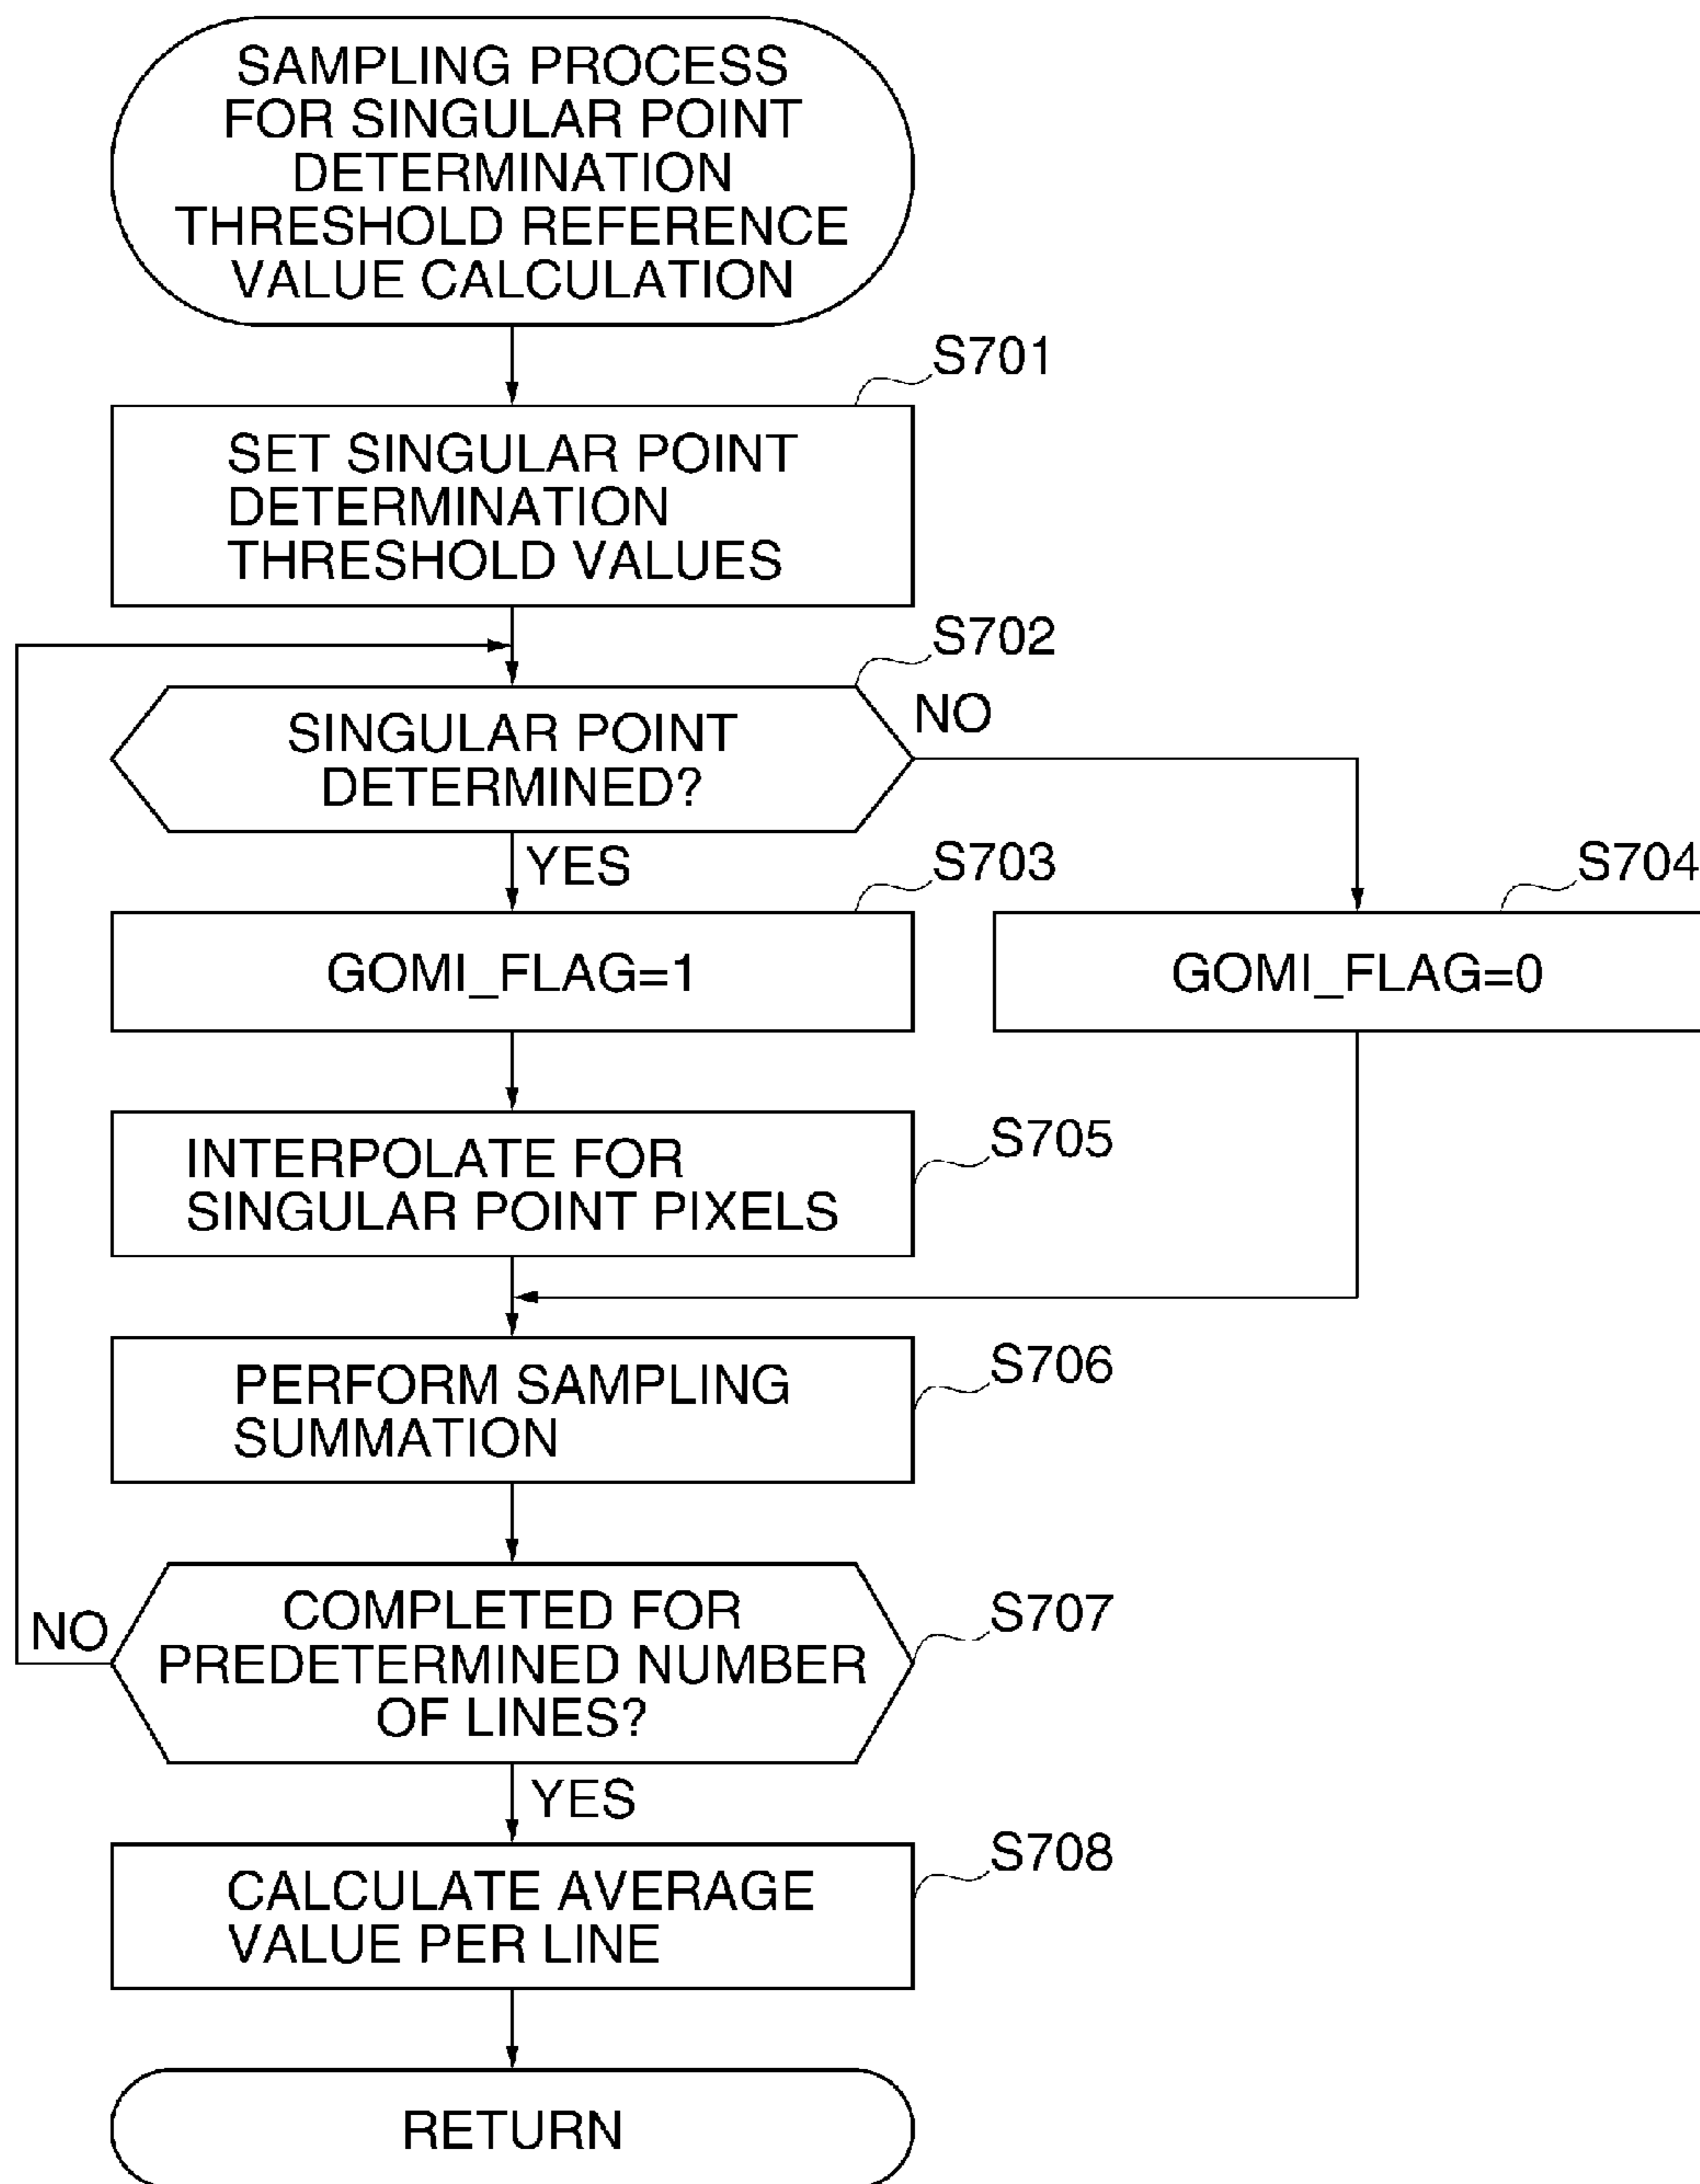 SAMPLING PROCESS
FOR SINGULAR POINT
DETERMINATION
THRESHOLD REFERENCE
VALUE CALCULATION
S701
SET SINGULAR POINT
DETERMINATION
THRESHOLD VALUES
S702
SINGULAR POINT
DETERMINED?
NO
YES
S703
S704
GOMI_FLAG=1
GOMI_FLAG=0
S705
INTERPOLATE FOR
SINGULAR POINT PIXELS
S706
PERFORM SAMPLING
SUMMATION
S707
COMPLETED FOR
PREDETERMINED NUMBER
OF LINES?
NO
YES
S708
CALCULATE AVERAGE
VALUE PER LINE
RETURN